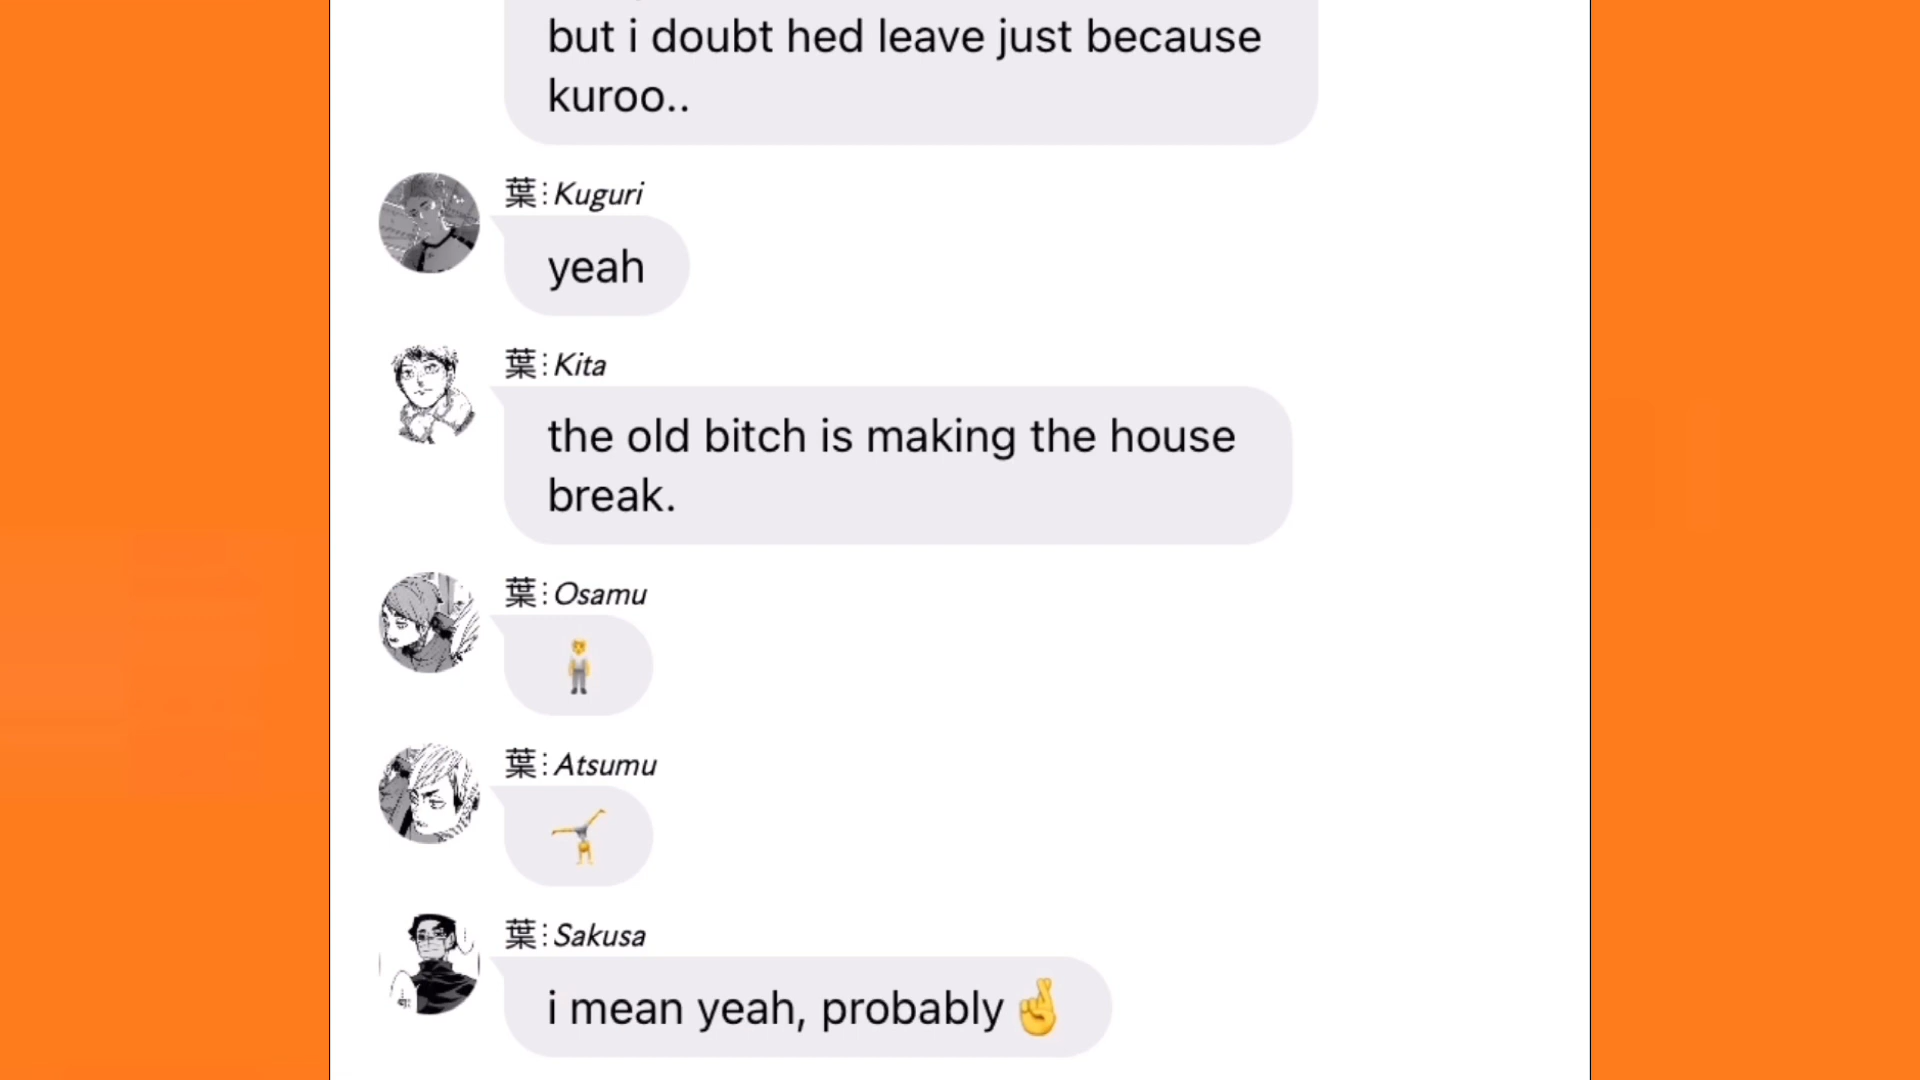 but i doubt hed leave just because
kuroo..
葉⋮Kuguri
yeah
葉⋮Kita
the old bitch is making the house
break.
葉⋮Osamu
🧍
葉⋮Atsumu
🤸
葉⋮Sakusa
i mean yeah, probably🤞